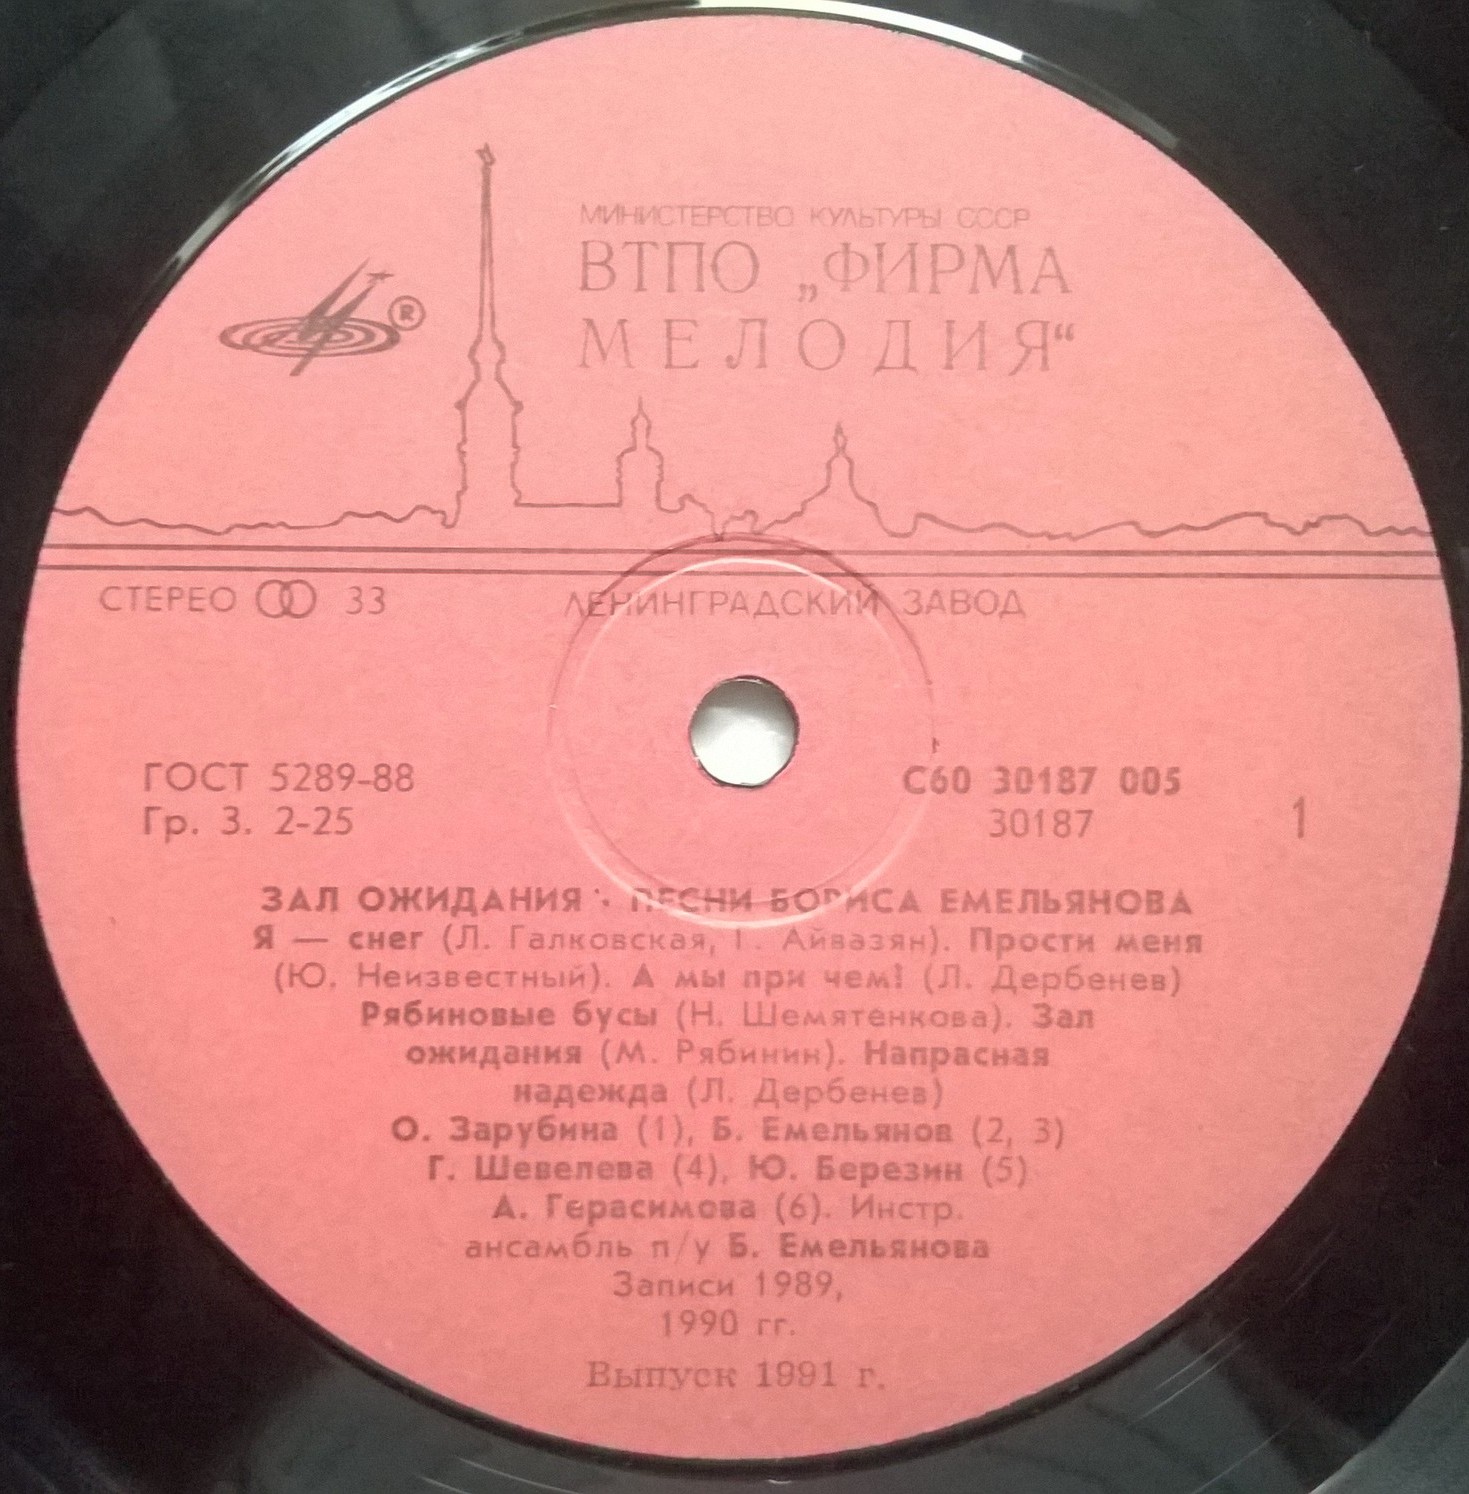 МИНИСТЕРСТВО КУЛЬТУРЫ СССР
ВТПО „ФИРМА
МЕЛОДИЯ“
®
СТЕРЕО 33
ЛЕНИНГРАДСКИЙ ЗАВОД
ГОСТ 5289-88
Гр. 3. 2-25
С60 30187 005
30187
1
ЗАЛ ОЖИДАНИЯ · ПЕСНИ БОРИСА ЕМЕЛЬЯНОВА
Я — снег (Л. Галковская, Г. Айвазян). Прости меня
(Ю. Неизвестный). А мы при чем! (Л. Дербенев)
Рябиновые бусы (Н. Шемятенкова). Зал
ожидания (М. Рябинин). Напрасная
надежда (Л. Дербенев)
О. Зарубина (1), Б. Емельянов (2, 3)
Г. Шевелева (4), Ю. Березин (5)
А. Герасимова (6). Инстр.
ансамбль п/у Б. Емельянова
Записи 1989,
1990 гг.
Выпуск 1991 г.